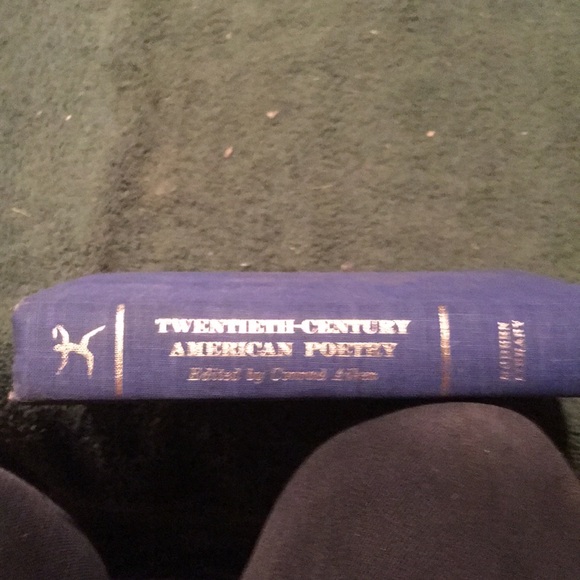 TWENTIETH-CENTURY
AMERICAN POETRY
Edited by Conrad Aiken
MODERN
LIBRARY